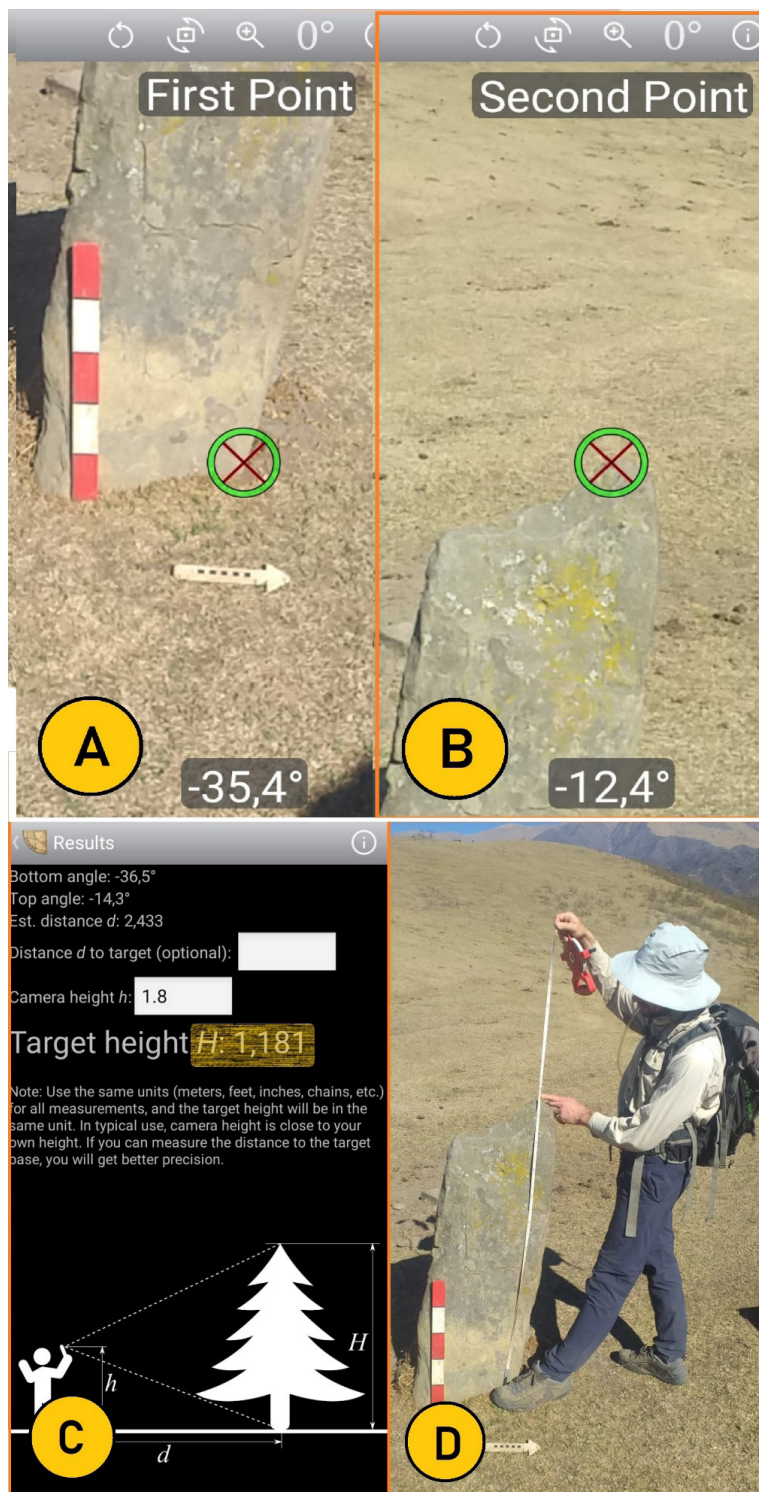 0°
First Point
-35,4°
A
0°
Second Point
-12,4°
B
Results
Bottom angle: -36,5°
Top angle: -14,3°
Est. distance d: 2,433
Distance d to target (optional):
Camera height h: 1.8
Target height H: 1,181
Note: Use the same units (meters, feet, inches, chains, etc.)
for all measurements, and the target height will be in the
same unit. In typical use, camera height is close to your
own height. If you can measure the distance to the target
base, you will get better precision.
H
h
d
C
D